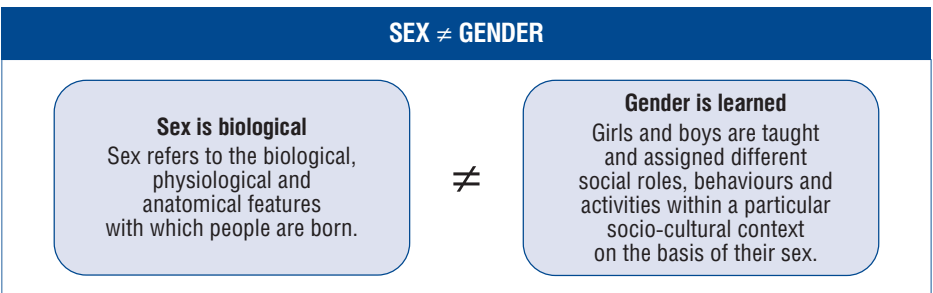 SEX ≠ GENDER
Sex is biological
Sex refers to the biological,
physiological and
anatomical features
with which people are born.
≠
Gender is learned
Girls and boys are taught
and assigned different
social roles, behaviours and
activities within a particular
socio-cultural context
on the basis of their sex.